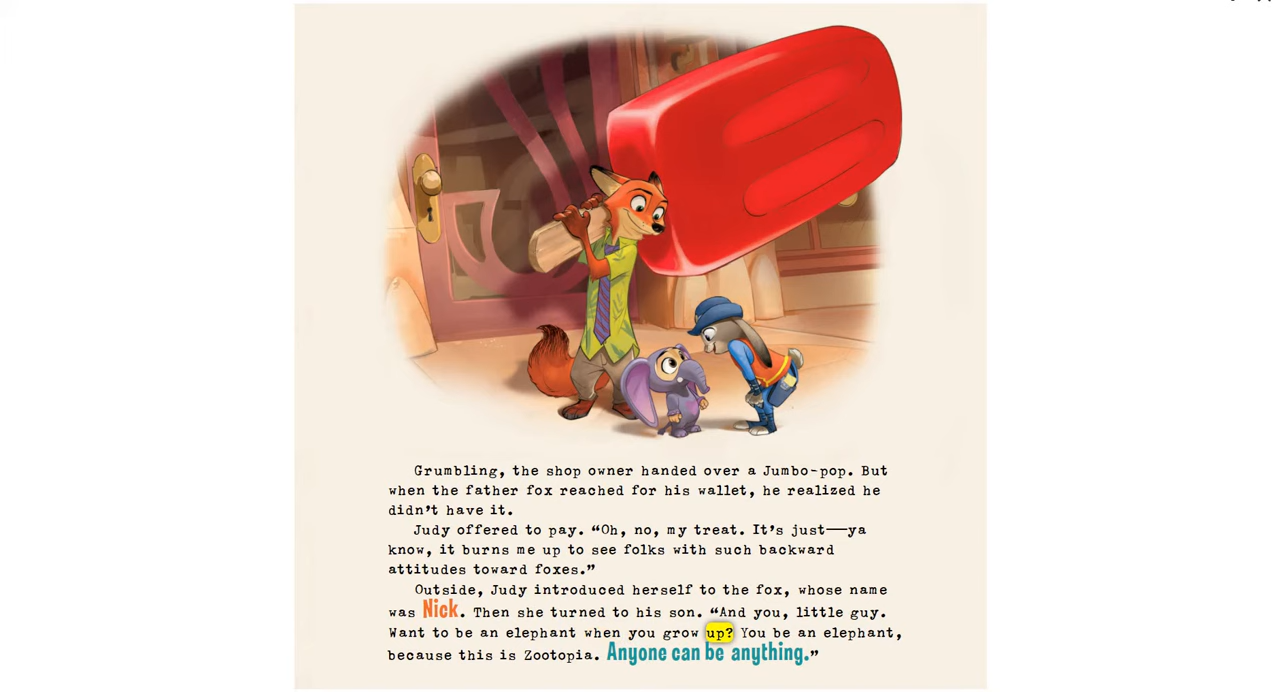 Grumbling, the shop owner handed over a Jumbo-pop. But
when the father fox reached for his wallet, he realized he
didn't have it.
Judy offered to pay. “Oh, no, my treat. It's just—ya
know, it burns me up to see folks with such backward
attitudes toward foxes.”
Outside, Judy introduced herself to the fox, whose name
was Nick. Then she turned to his son. “And you, little guy.
Want to be an elephant when you grow up? You be an elephant,
because this is Zootopia. Anyone can be anything.”